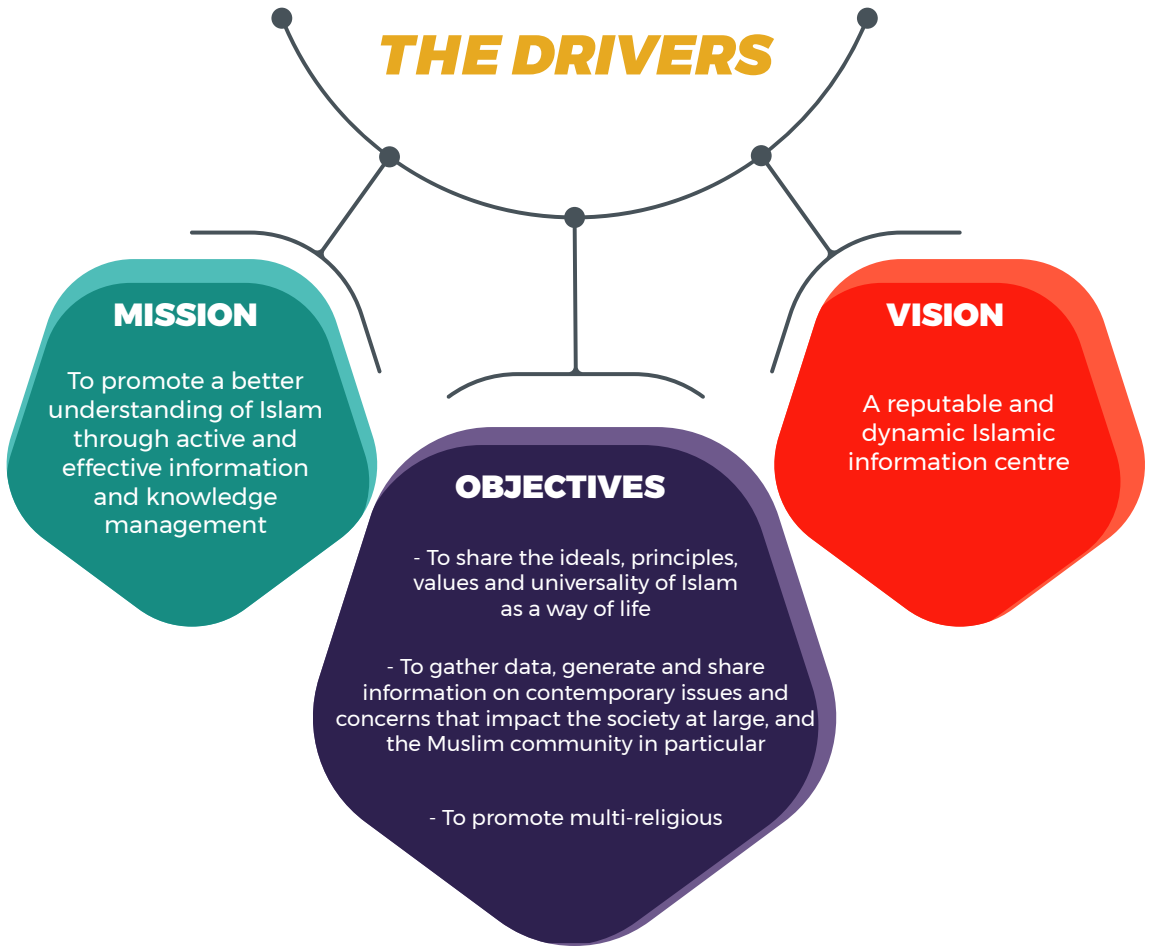 THE DRIVERS
MISSION
To promote a better
understanding of Islam
through active and
effective information
and knowledge
management
OBJECTIVES
- To share the ideals, principles,
values and universality of Islam
as a way of life
- To gather data, generate and share
information on contemporary issues and
concerns that impact the society at large, and
the Muslim community in particular
- To promote multi-religious
VISION
A reputable and
dynamic Islamic
information centre